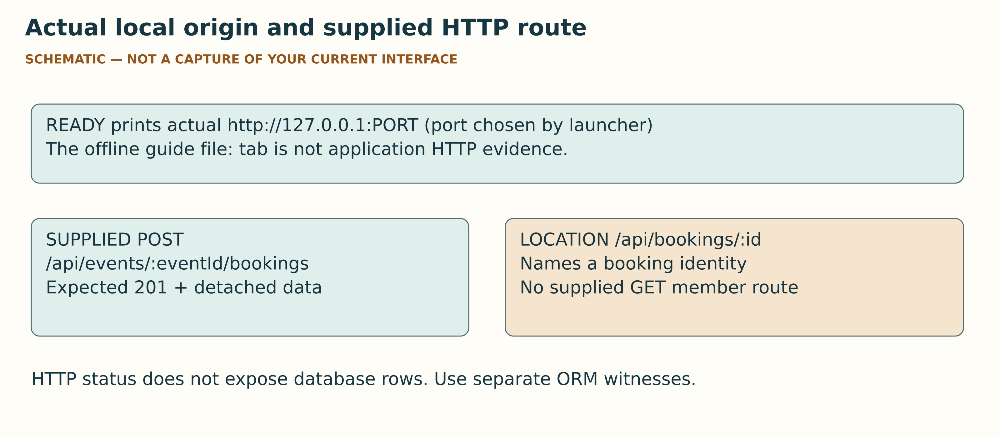 Actual local origin and supplied HTTP route
SCHEMATIC — NOT A CAPTURE OF YOUR CURRENT INTERFACE
READY prints actual http://127.0.0.1:PORT (port chosen by launcher)
The offline guide file: tab is not application HTTP evidence.
SUPPLIED POST
/api/events/:eventId/bookings
Expected 201 + detached data
LOCATION /api/bookings/:id
Names a booking identity
No supplied GET member route
HTTP status does not expose database rows. Use separate ORM witnesses.